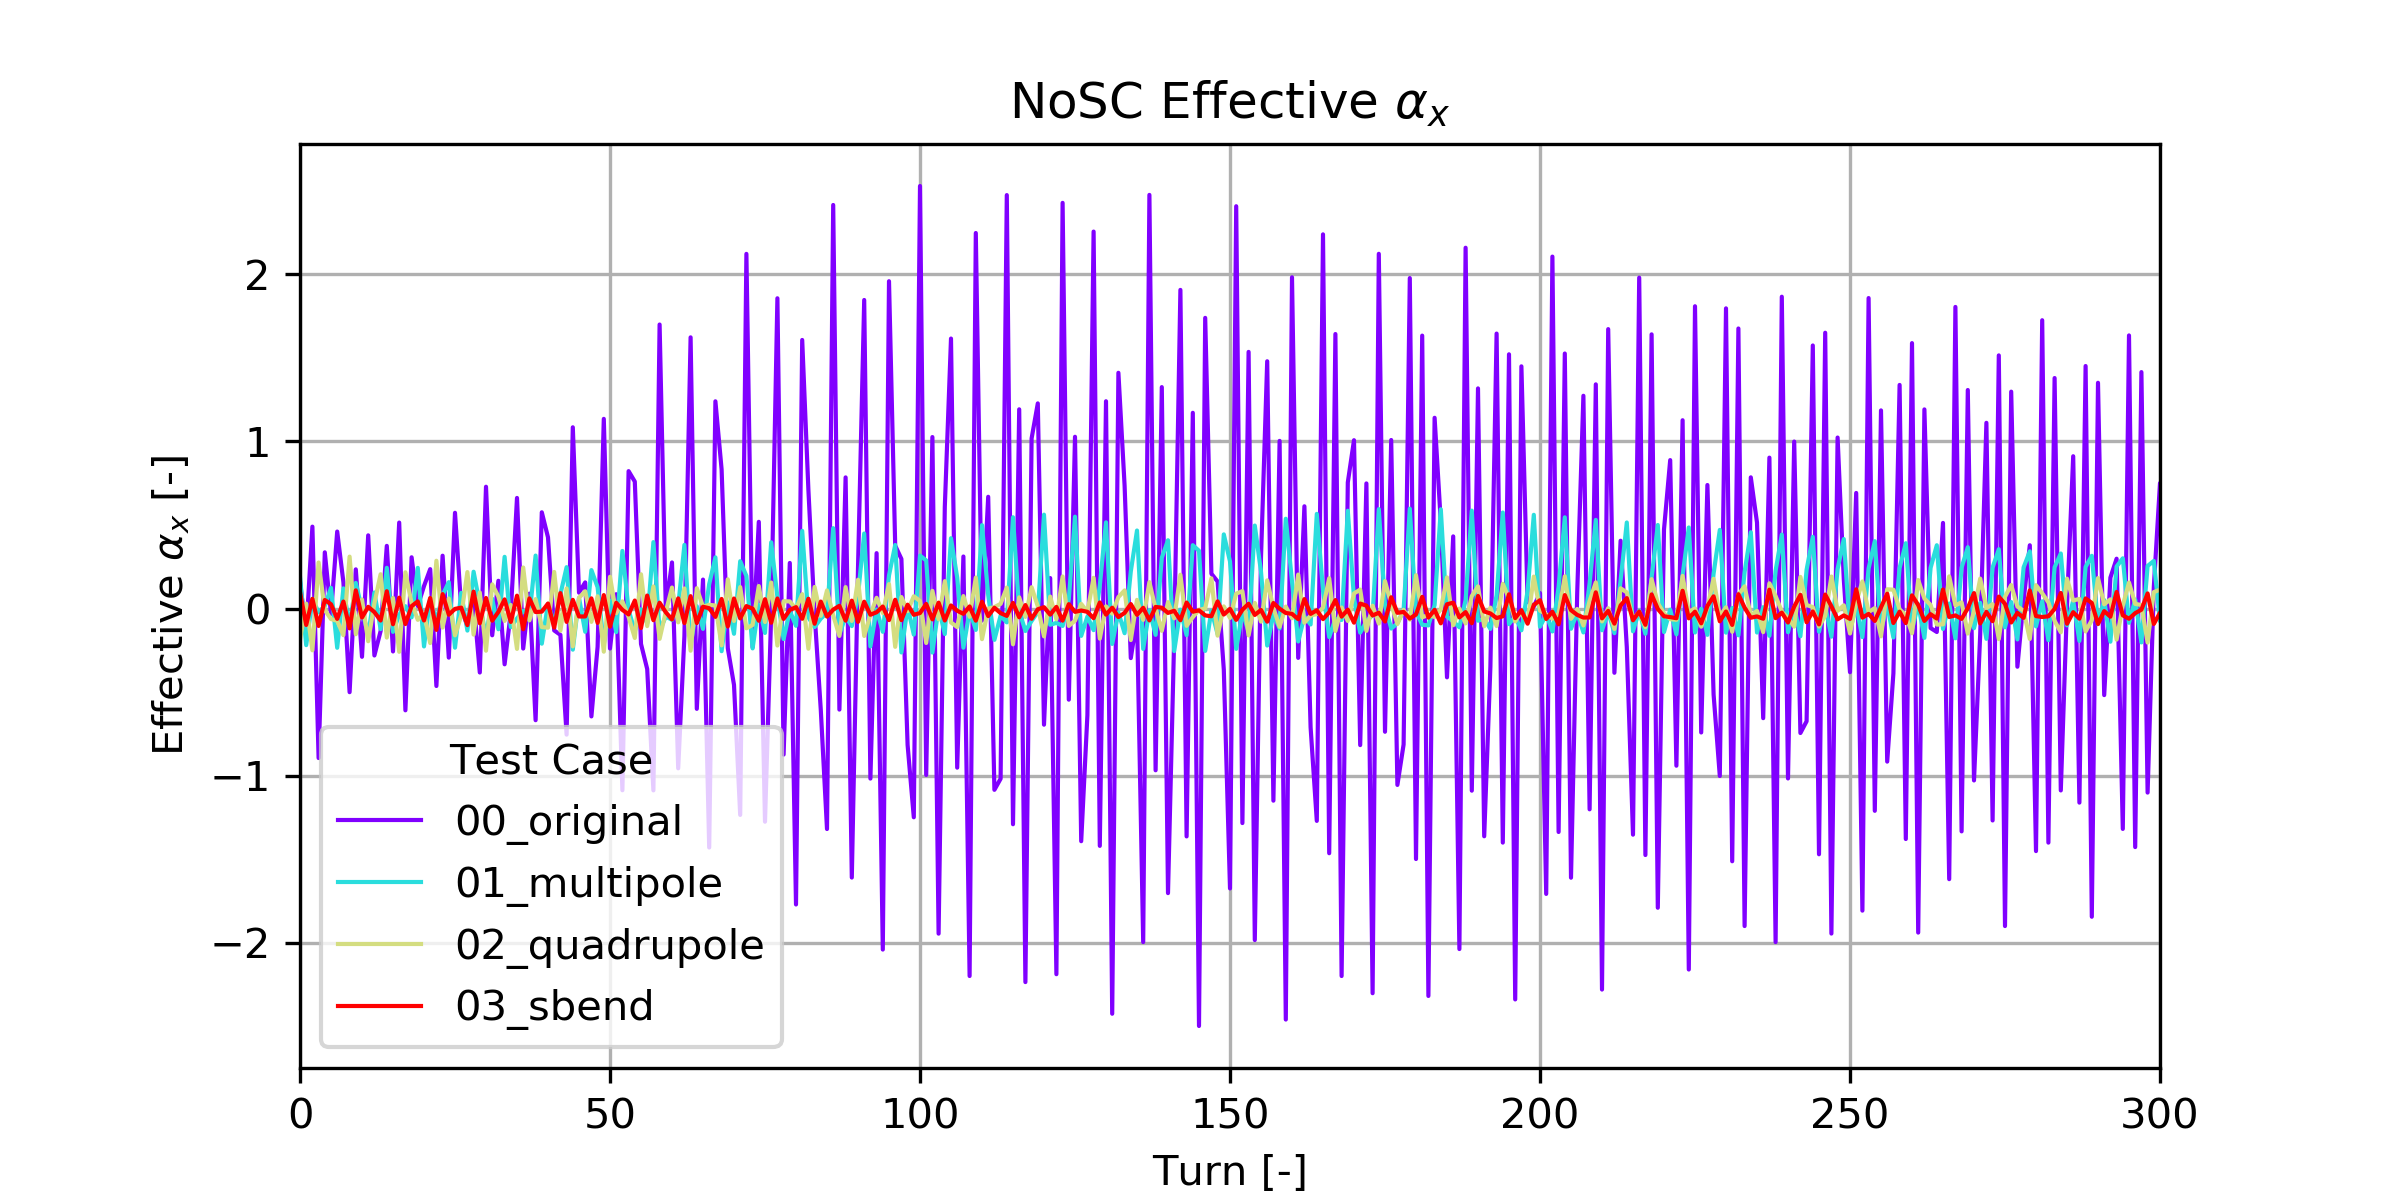 NoSC Effective αₓ
Effective αₓ [-]
2
1
0
−1
−2
Test Case
00_original
01_multipole
02_quadrupole
03_sbend
0 50 100 150 200 250 300
Turn [-]